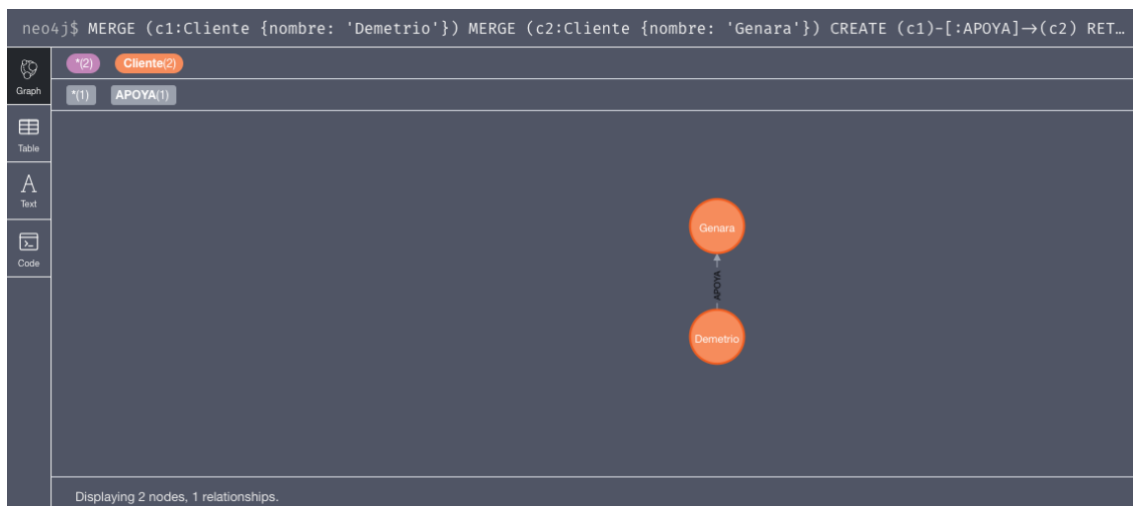 neo4j$ MERGE (c1:Cliente {nombre: 'Demetrio'}) MERGE (c2:Cliente {nombre: 'Genara'}) CREATE (c1)-[:APOYA]→(c2) RET…
*(2) Cliente(2)
Graph
*(1) APOYA(1)
Table
Text
Code
Genara
APOYA
Demetrio
Displaying 2 nodes, 1 relationships.